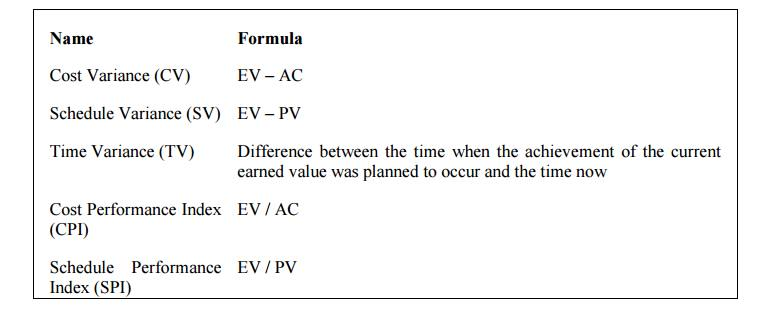 Name Formula
Cost Variance (CV) EV – AC
Schedule Variance (SV) EV – PV
Time Variance (TV) Difference between the time when the achievement of the current
earned value was planned to occur and the time now
Cost Performance Index EV / AC
(CPI)
Schedule Performance EV / PV
Index (SPI)